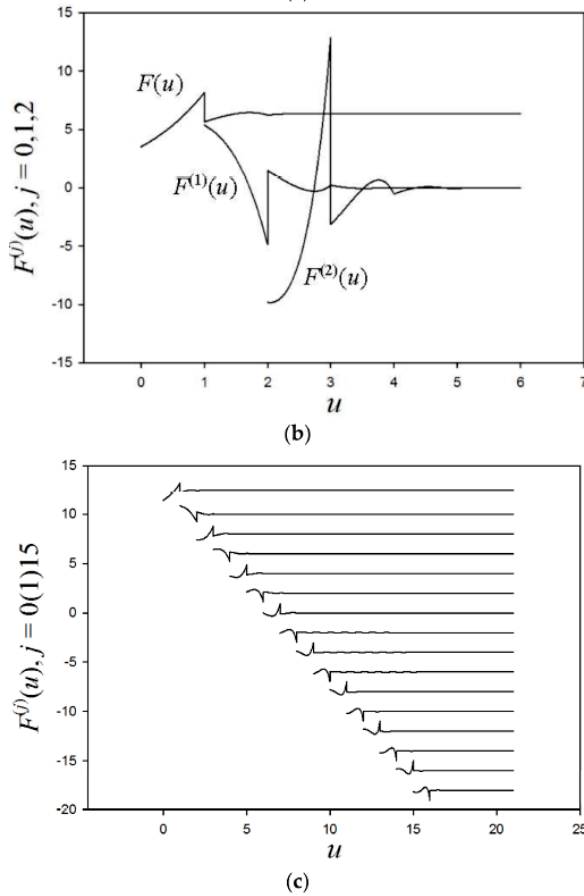 15
10
5
0
-5
-10
-15
F(u)
F̅⁽¹⁾(u)
F⁽²⁾(u)
F⁽ʲ⁾(u), j = 0,1,2
0 1 2 3 4 5 6 7
u
(b)
15
10
5
0
-5
-10
-15
-20
F⁽ʲ⁾(u), j = 0(1)15
0 5 10 15 20 25
u
(c)